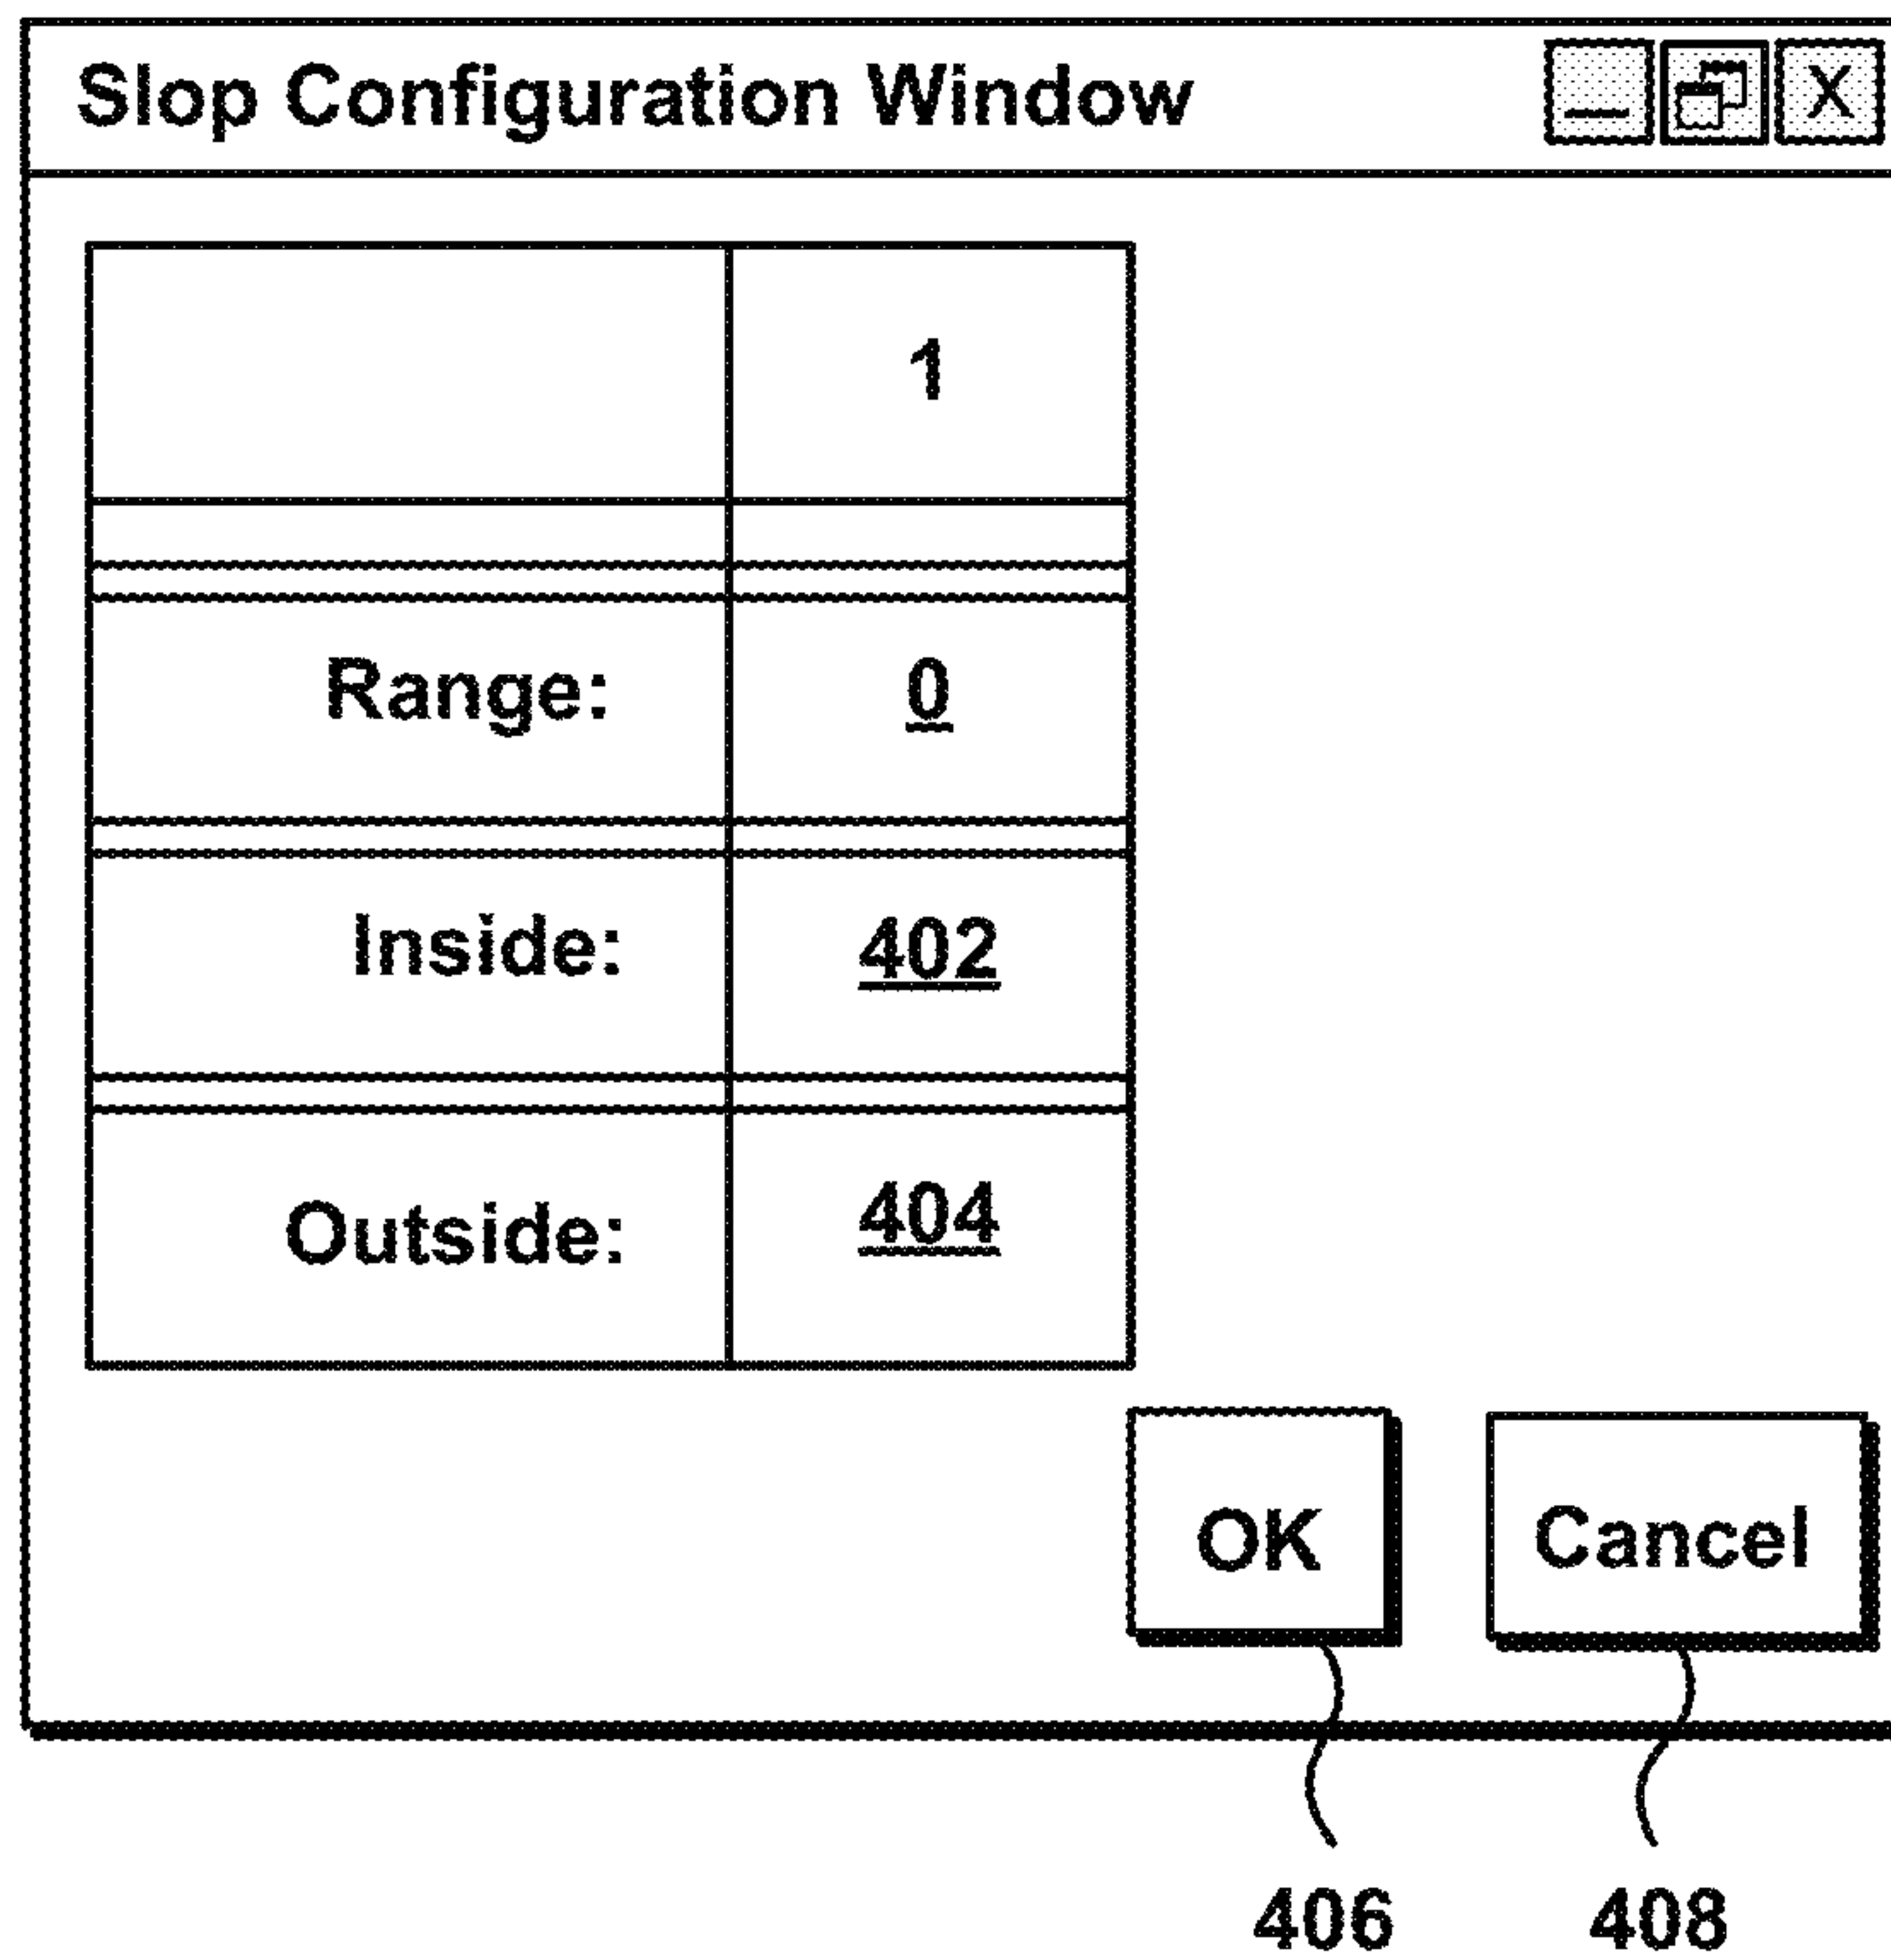 Slop Configuration Window
X
1
Range: 0
Inside: 402
Outside: 404
OK Cancel
406 408